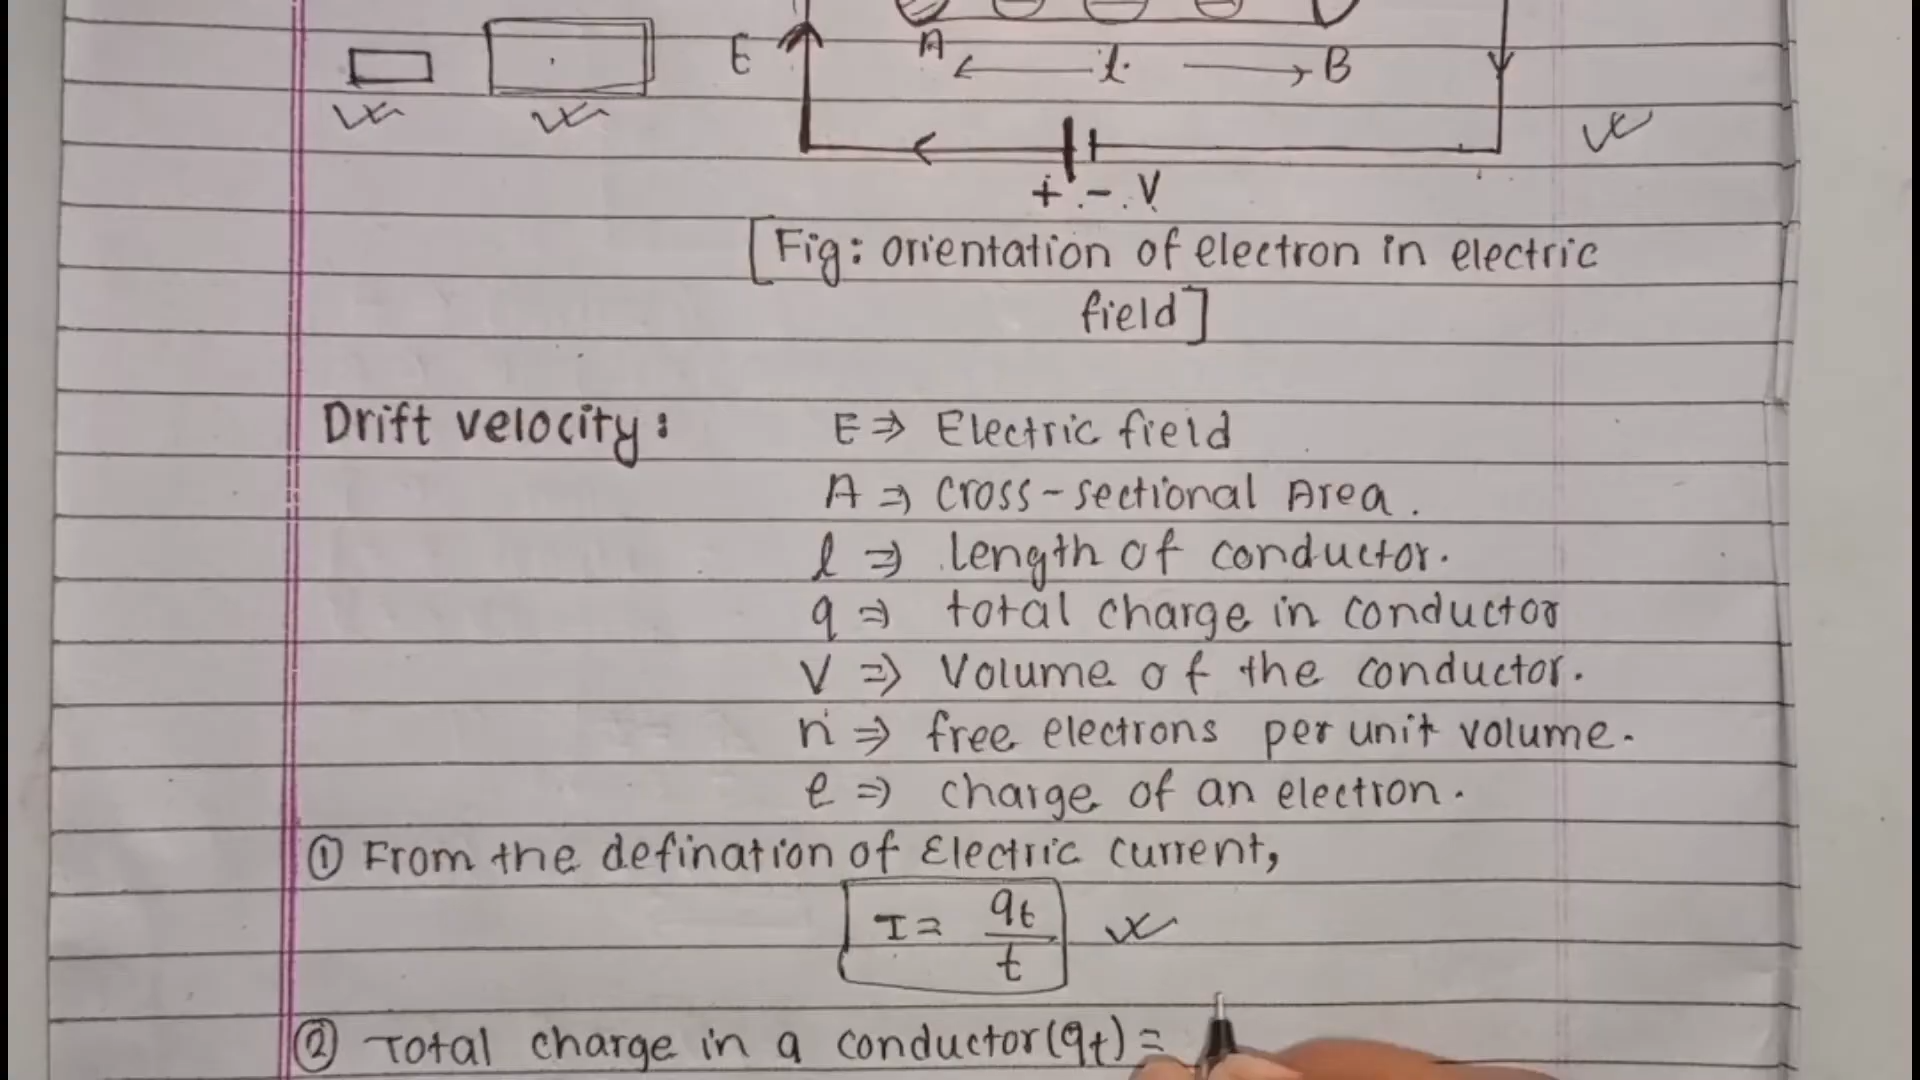 E A l B
+ - V
[Fig: orientation of electron in electric
field]
Drift velocity: E ⇒ Electric field
A ⇒ cross-sectional Area.
l ⇒ length of conductor.
q ⇒ total charge in conductor
V ⇒ Volume of the conductor.
n ⇒ free electrons per unit volume.
e ⇒ charge of an electron.
① From the defination of Electric current,
I = qt/t
② Total charge in a conductor(qt) =